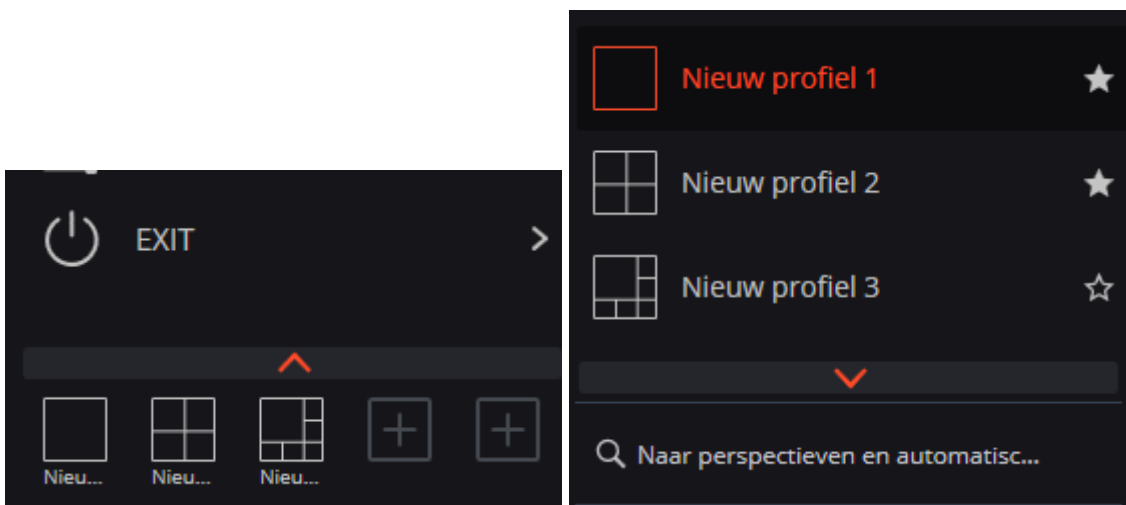 EXIT
Nieu...
Nieu...
Nieu...
Nieuw profiel 1
Nieuw profiel 2
Nieuw profiel 3
Naar perspectieven en automatisc...